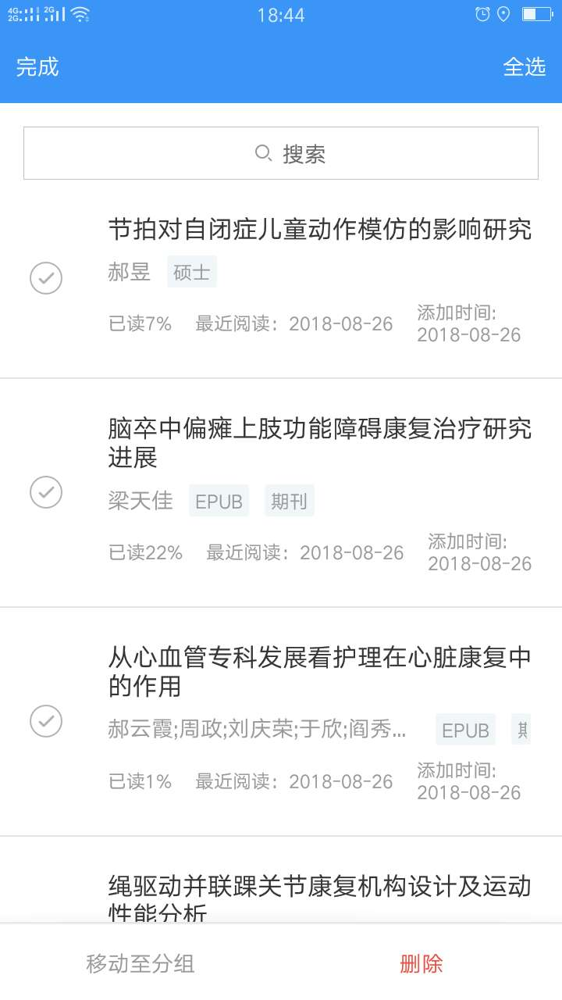 4G 2G 2G 18:44
完成 全选
搜索
节拍对自闭症儿童动作模仿的影响研究
郝昱 硕士
已读7% 最近阅读：2018-08-26 添加时间:
2018-08-26
脑卒中偏瘫上肢功能障碍康复治疗研究
进展
梁天佳 EPUB 期刊
已读22% 最近阅读：2018-08-26 添加时间:
2018-08-26
从心血管专科发展看护理在心脏康复中
的作用
郝云霞;周政;刘庆荣;于欣;阎秀... EPUB
已读1% 最近阅读：2018-08-26 添加时间:
2018-08-26
绳驱动并联踝关节康复机构设计及运动
性能分析
移动至分组 删除